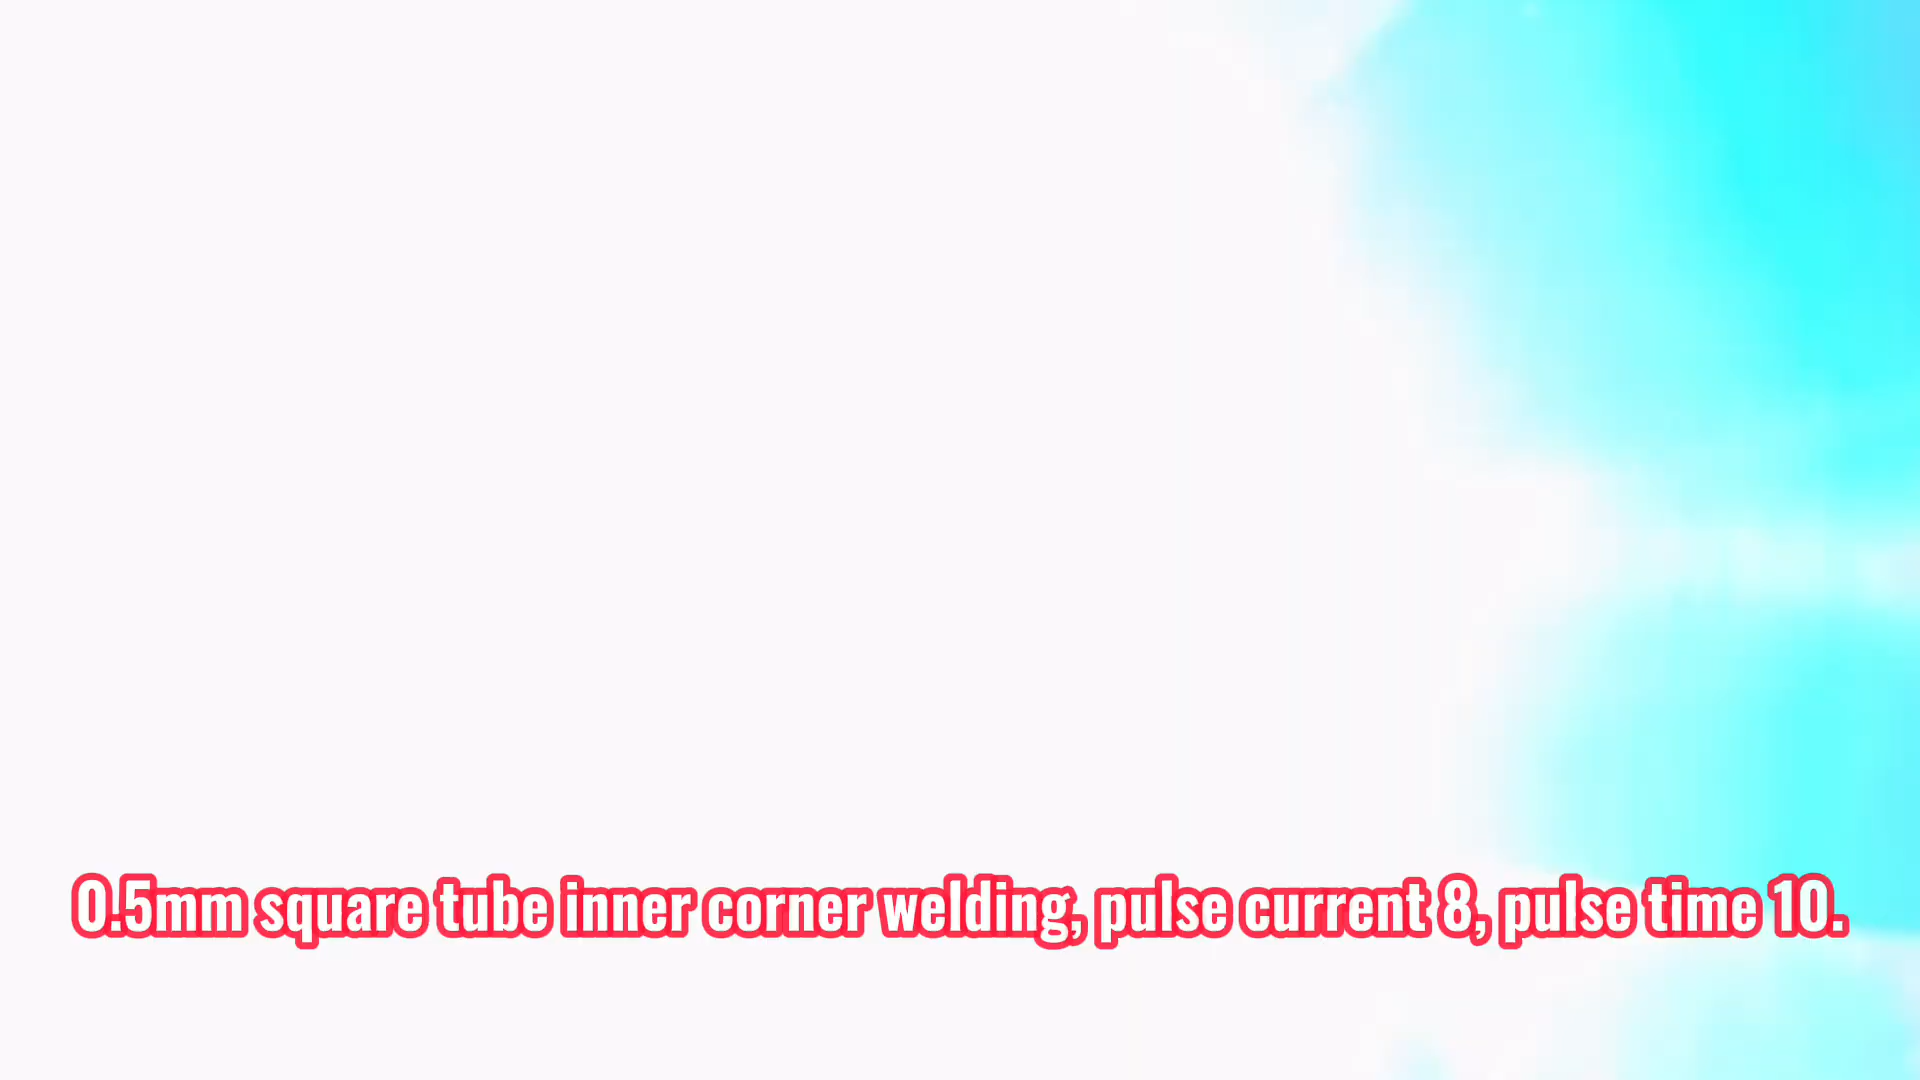 0.5mm square tube inner corner welding, pulse current 8, pulse time 10.